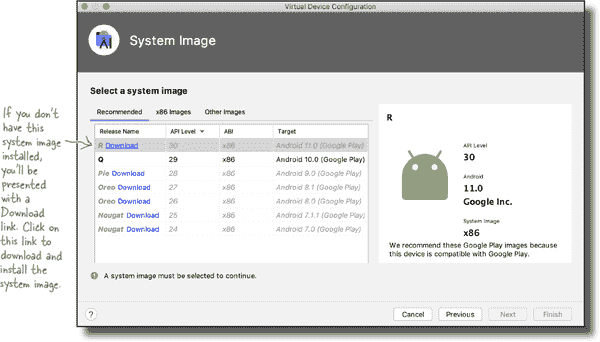 Virtual Device Configuration
System Image
Select a system image
Recommended x86 Images Other Images
Release Name API Level ABI Target
R Download 30 x86 Android 11.0 (Google Play)
Q 29 x86 Android 10.0 (Google Play)
Pie Download 28 x86 Android 9.0 (Google Play)
Oreo Download 27 x86 Android 8.1 (Google Play)
Oreo Download 26 x86 Android 8.0 (Google Play)
Nougat Download 25 x86 Android 7.1.1 (Google Play)
Nougat Download 24 x86 Android 7.0 (Google Play)
A system image must be selected to continue.
R
API Level
30
Android
11.0
Google Inc.
System Image
x86
We recommend these Google Play images because
this device is compatible with Google Play.
? Cancel Previous Next Finish
If you don't
have this
system image
installed,
you'll be
presented
with a
Download
link. Click on
this link to
download and
install the
system image.